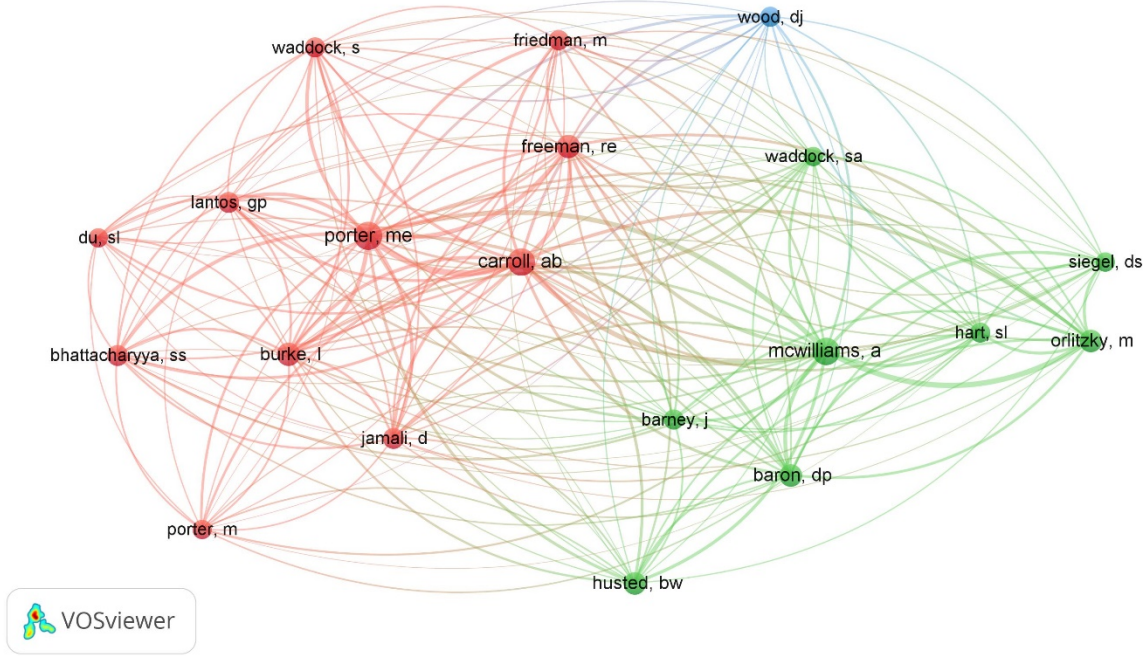 wood, dj
friedman, m
waddock, s
freeman, re
waddock, sa
lantos, gp
du, sl
porter, me
carroll, ab
siegel, ds
hart, sl
orlitzky, m
mcwilliams, a
bhattacharyya, ss
burke, l
barney, j
jamali, d
baron, dp
porter, m
husted, bw
VOSviewer